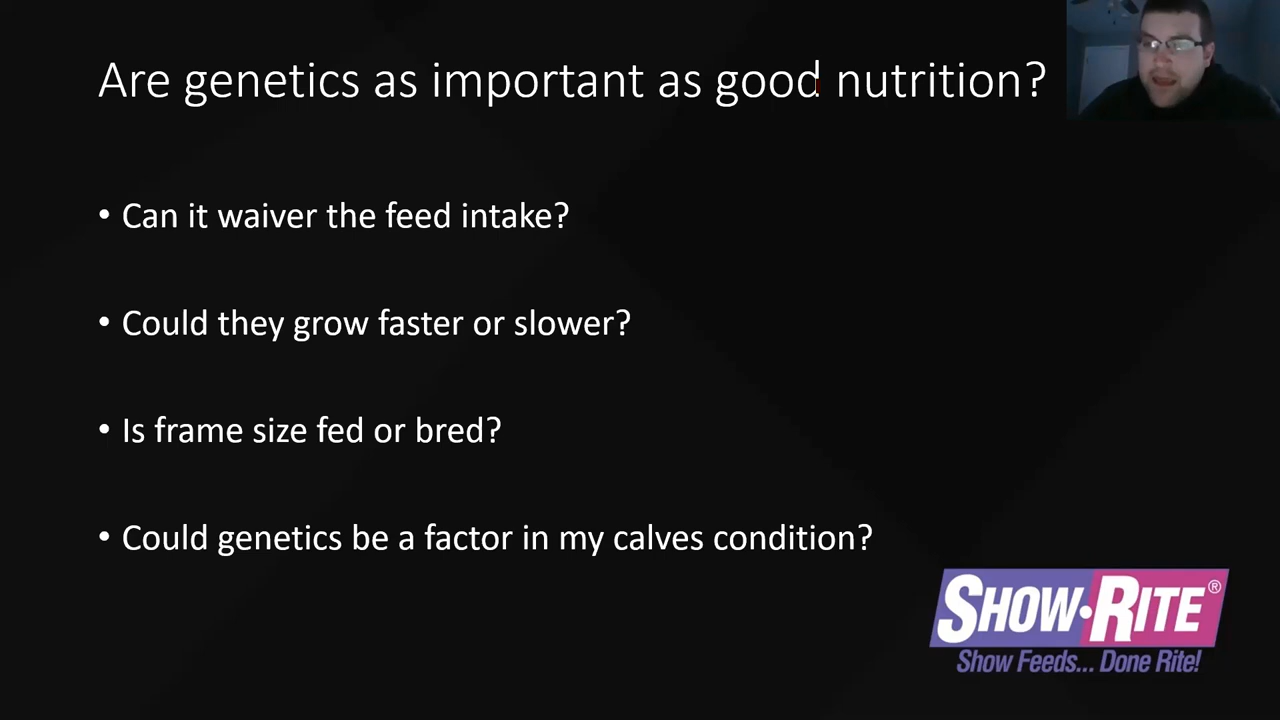 Are genetics as important as good nutrition?
• Can it waiver the feed intake?
• Could they grow faster or slower?
• Is frame size fed or bred?
• Could genetics be a factor in my calves condition?
SHOW•RITE®
Show Feeds... Done Rite!